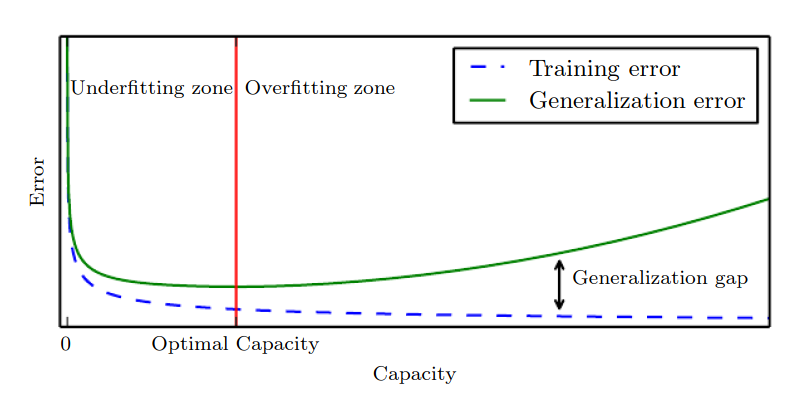 Training error
Generalization error
Underfitting zone
Overfitting zone
Error
Generalization gap
0
Optimal Capacity
Capacity